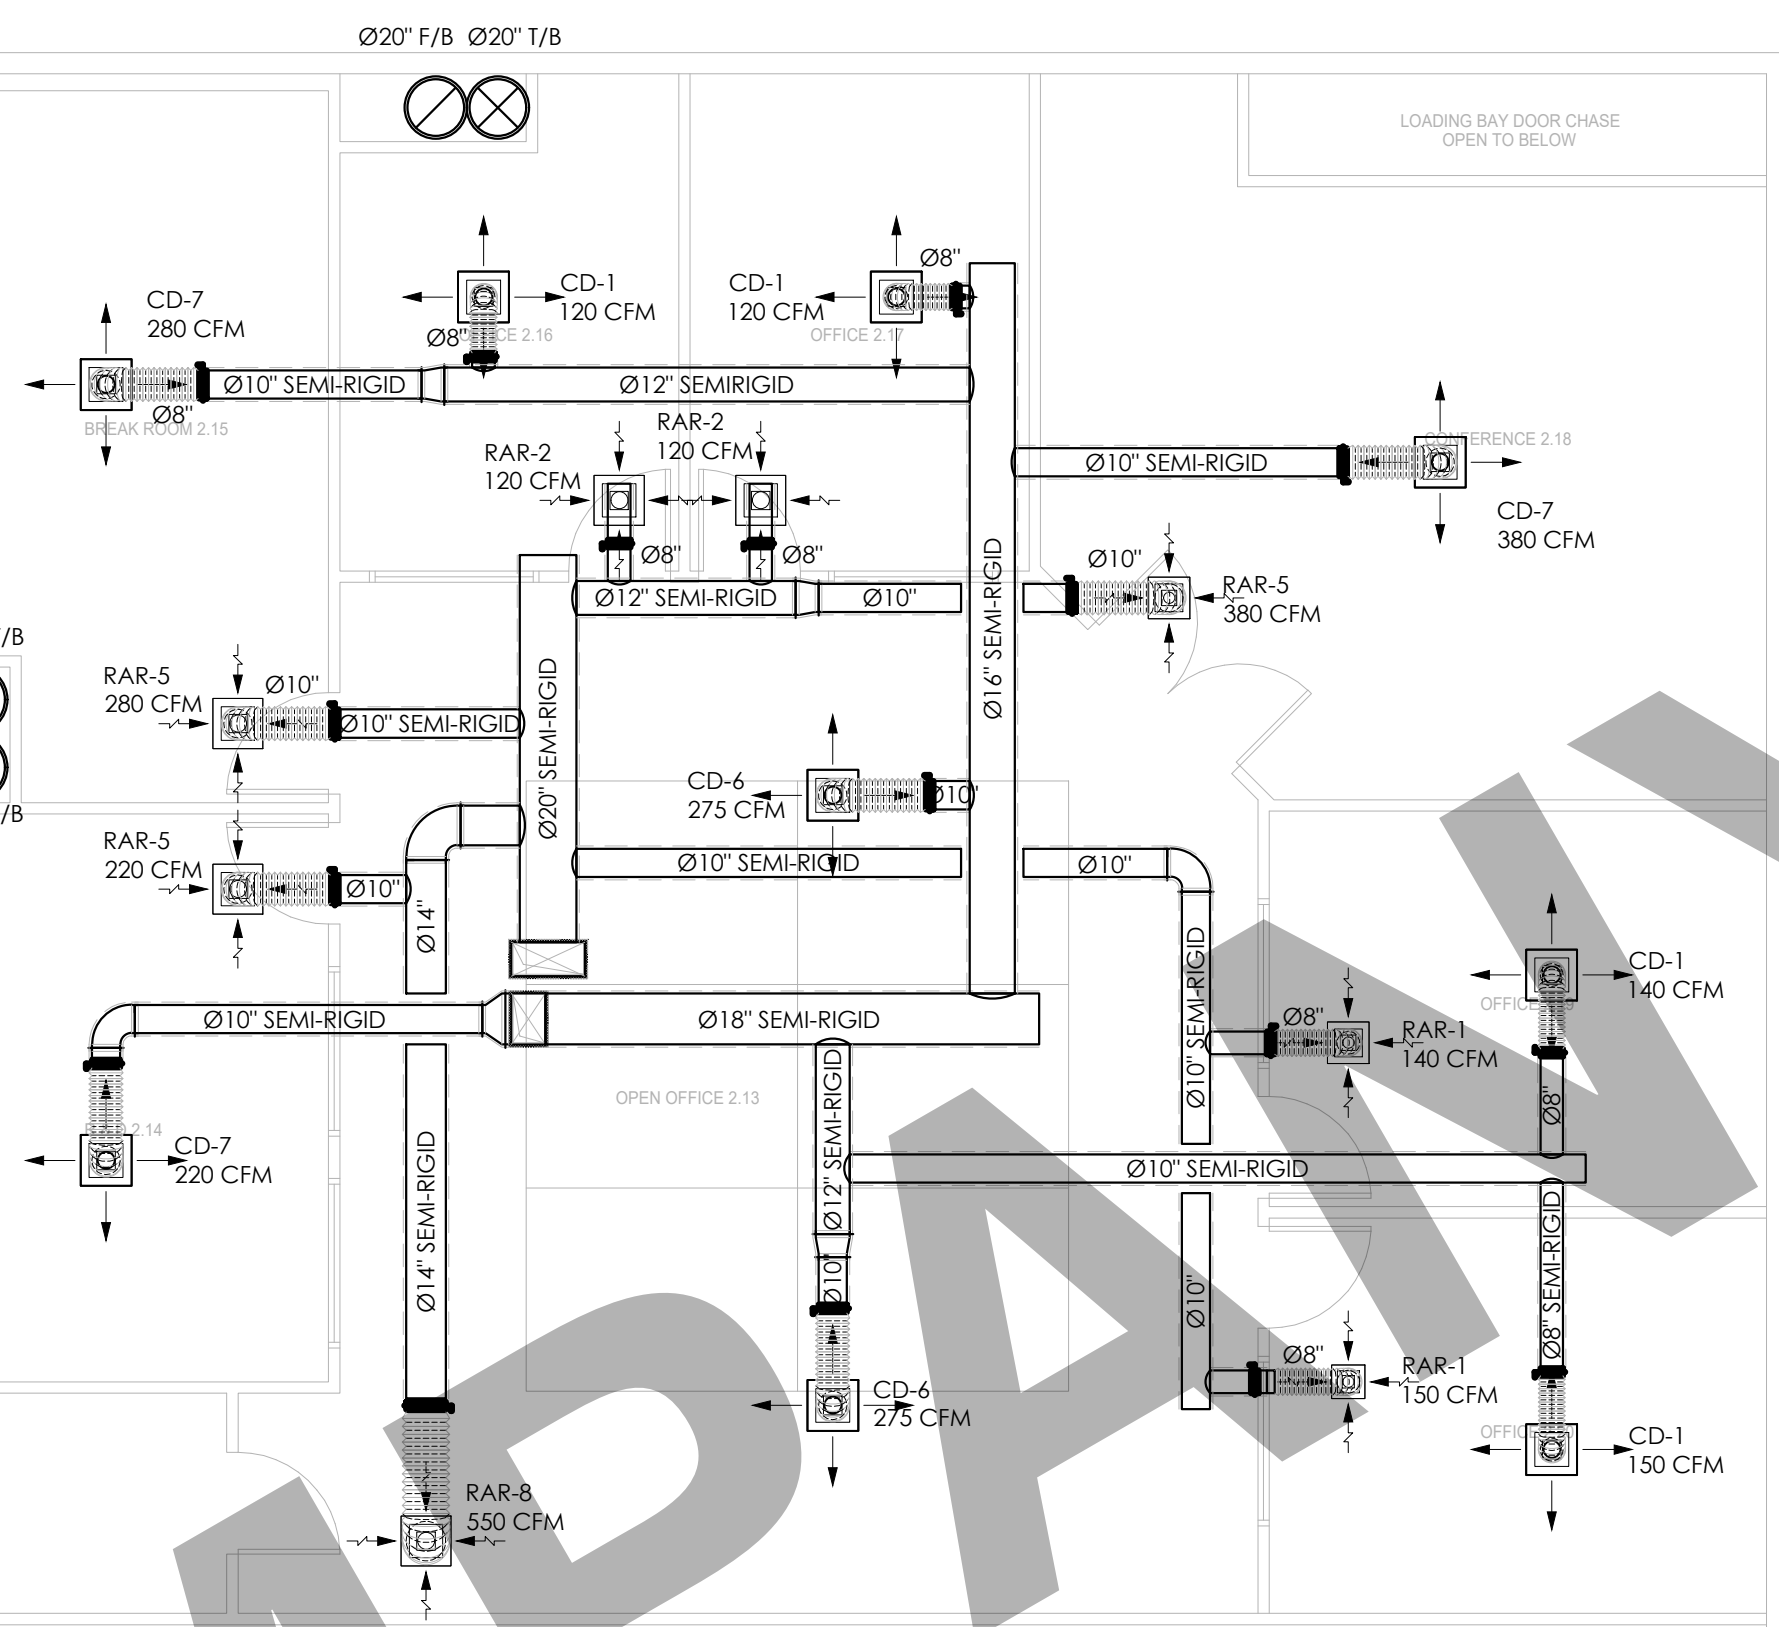 Ø20" F/B Ø20" T/B
LOADING BAY DOOR CHASE
OPEN TO BELOW
CD-7
280 CFM
CD-1
120 CFM
CD-1
120 CFM
Ø8"
Ø8"
OFFICE 2.17
Ø10" SEMI-RIGID
Ø12" SEMIRIGID
Ø8"
BREAK ROOM 2.15
RAR-2
120 CFM
RAR-2
120 CFM
CONFERENCE 2.18
Ø10" SEMI-RIGID
CD-7
380 CFM
Ø8"
Ø8"
Ø10"
RAR-5
380 CFM
Ø12" SEMI-RIGID
Ø10"
Ø16" SEMI-RIGID
/B
RAR-5
280 CFM
Ø10"
Ø10" SEMI-RIGID
Ø20" SEMI-RIGID
CD-6
275 CFM
Ø10"
/B
RAR-5
220 CFM
Ø10"
Ø14"
Ø10" SEMI-RIGID
Ø10"
Ø10" SEMI-RIGID
CD-1
140 CFM
Ø10" SEMI-RIGID
Ø18" SEMI-RIGID
Ø8"
RAR-1
140 CFM
OPEN OFFICE 2.13
Ø12" SEMI-RIGID
Ø8"
2.14
CD-7
220 CFM
Ø14" SEMI-RIGID
Ø10" SEMI-RIGID
Ø10"
Ø10"
Ø8" SEMI-RIGID
Ø8"
RAR-1
150 CFM
CD-6
275 CFM
CD-1
150 CFM
RAR-8
550 CFM